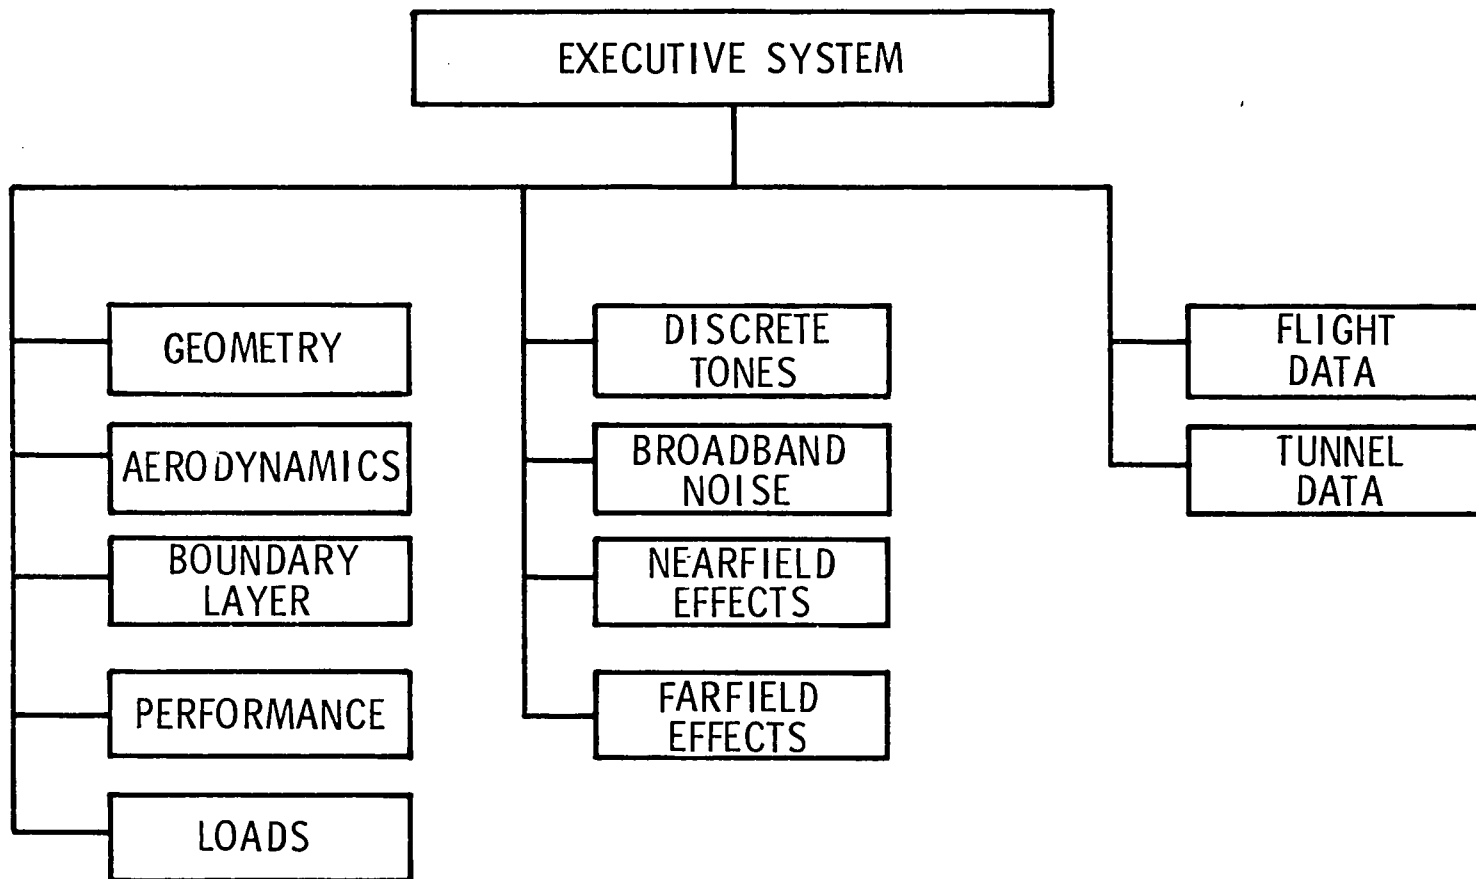 EXECUTIVE SYSTEM
GEOMETRY
AERODYNAMICS
BOUNDARY
LAYER
PERFORMANCE
LOADS
DISCRETE
TONES
BROADBAND
NOISE
NEARFIELD
EFFECTS
FARFIELD
EFFECTS
FLIGHT
DATA
TUNNEL
DATA